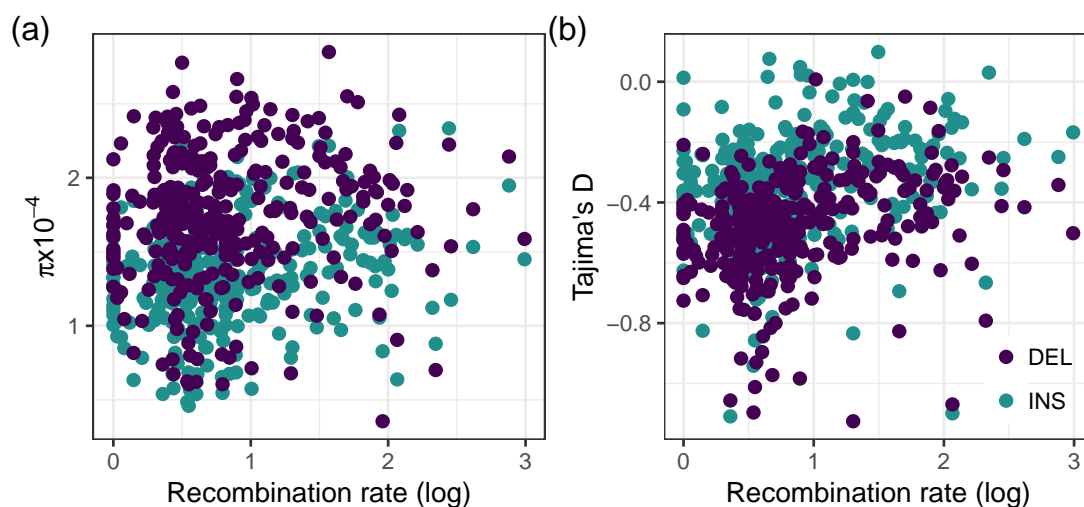 (a)
(b)
πx10⁻⁴
2
1
0
1
2
3
Recombination rate (log)
Tajima's D
0.0
−0.4
−0.8
0
1
2
3
Recombination rate (log)
DEL
INS